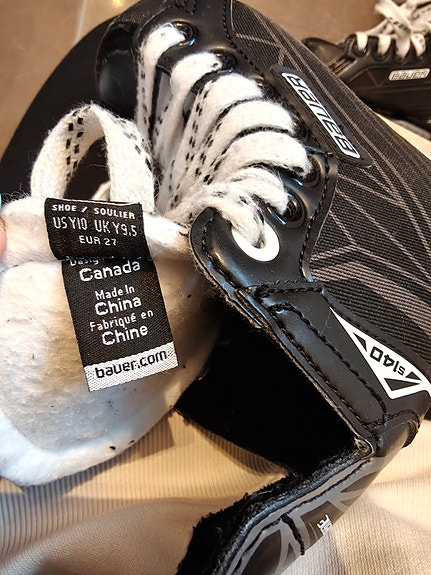 SHOE / SOULIER
US Y10 UK Y9.5
EUR 27
Canada
Made In
China
Fabriqué en
Chine
bauer.com
BAUER
S140
BAUER